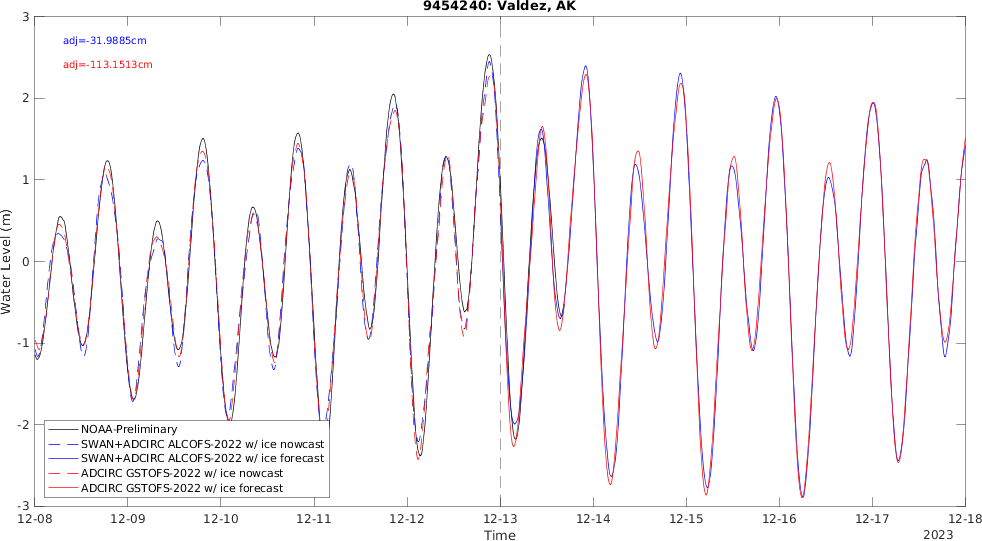 9454240: Valdez, AK
adj=-31.9885cm
adj=-113.1513cm
3
2
1
0
-1
-2
-3
Water Level (m)
NOAA-Preliminary
SWAN+ADCIRC ALCOFS-2022 w/ ice nowcast
SWAN+ADCIRC ALCOFS-2022 w/ ice forecast
ADCIRC GSTOFS-2022 w/ ice nowcast
ADCIRC GSTOFS-2022 w/ ice forecast
12-08 12-09 12-10 12-11 12-12 12-13 12-14 12-15 12-16 12-17 12-18
Time
2023